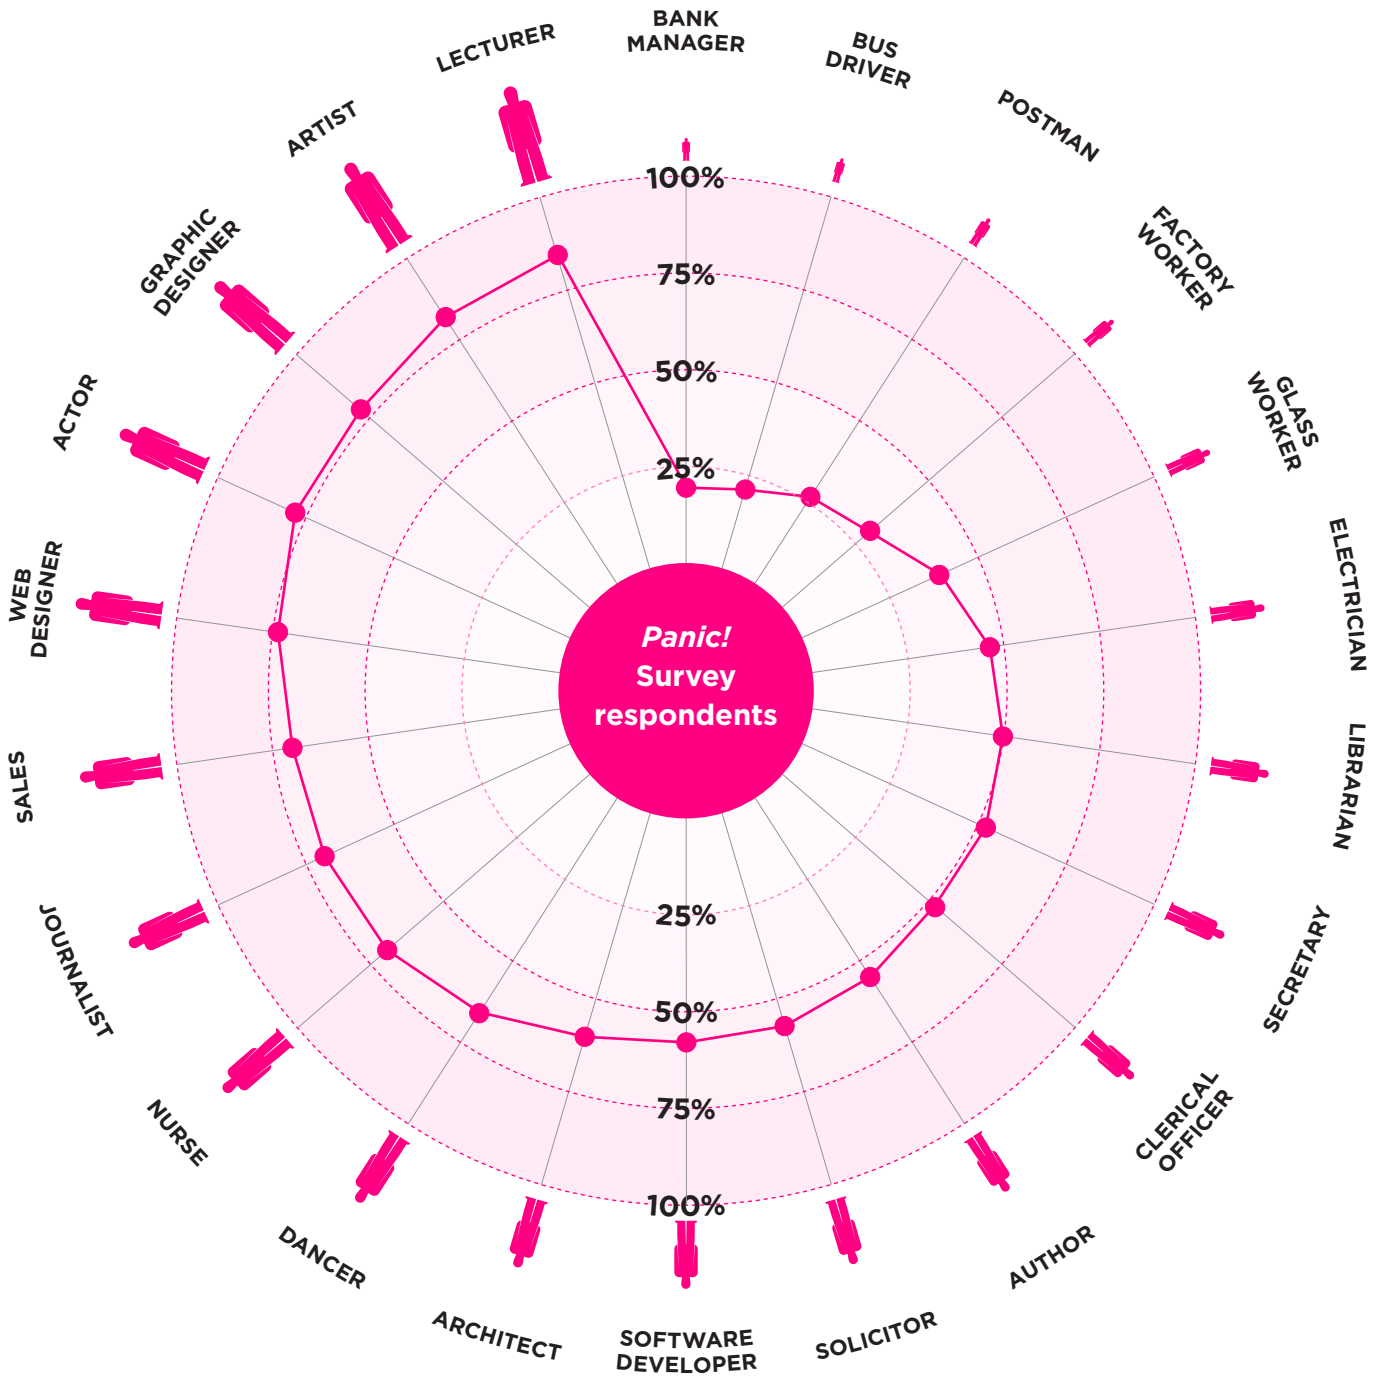 BANK
MANAGER
BUS
DRIVER
POSTMAN
FACTORY
WORKER
GLASS
WORKER
ELECTRICIAN
LIBRARIAN
SECRETARY
CLERICAL
OFFICER
AUTHOR
SOLICITOR
SOFTWARE
DEVELOPER
ARCHITECT
DANCER
NURSE
JOURNALIST
SALES
WEB
DESIGNER
ACTOR
GRAPHIC
DESIGNER
ARTIST
LECTURER
100%
75%
50%
25%
Panic!
Survey
respondents
25%
50%
75%
100%